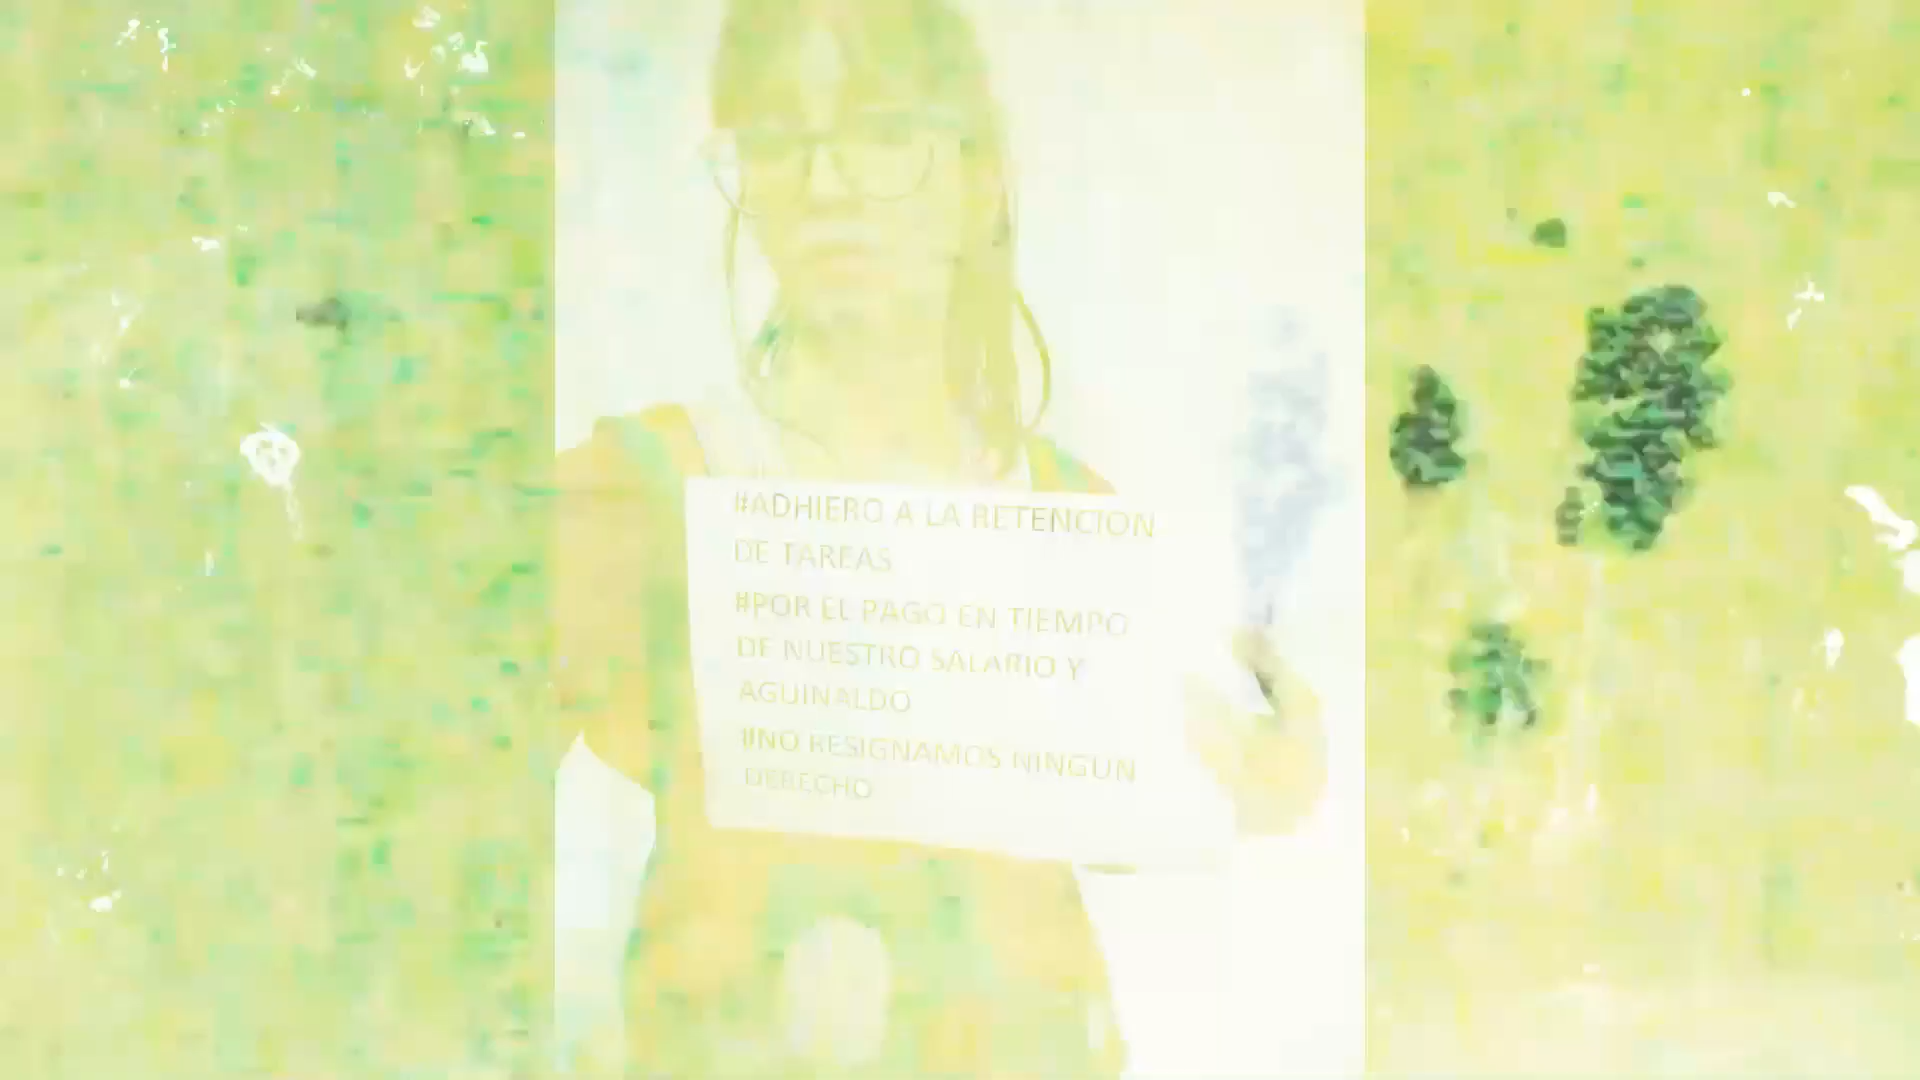 #ADHIERO A LA RETENCION
DE TAREAS
#POR EL PAGO EN TIEMPO
DE NUESTRO SALARIO Y
AGUINALDO
#NO RESIGNAMOS NINGUN
DERECHO